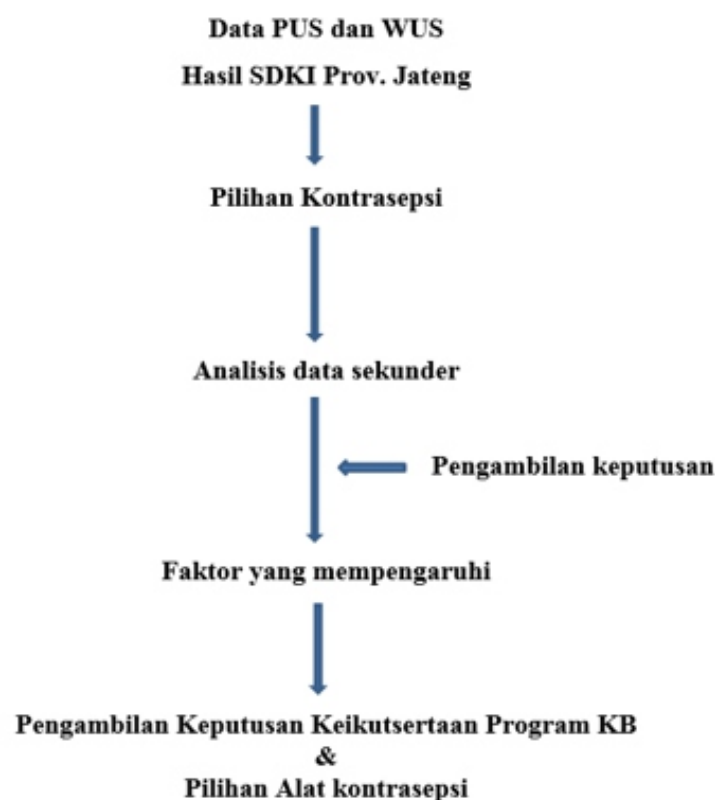 Data PUS dan WUS
Hasil SDKI Prov. Jateng
Pilihan Kontrasepsi
Analisis data sekunder
Pengambilan keputusan
Faktor yang mempengaruhi
Pengambilan Keputusan Keikutsertaan Program KB
&
Pilihan Alat kontrasepsi